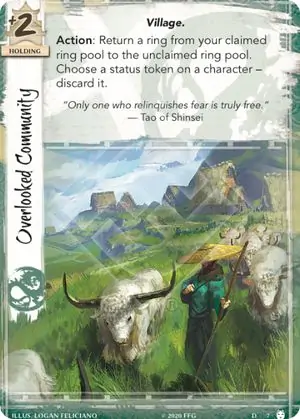 +2
HOLDING
Village.
Action: Return a ring from your claimed
ring pool to the unclaimed ring pool.
Choose a status token on a character –
discard it.
"Only one who relinquishes fear is truly free."
— Tao of Shinsei
Overlooked Community
ILLUS. LOGAN FELICIANO
© 2020 FFG
D
7